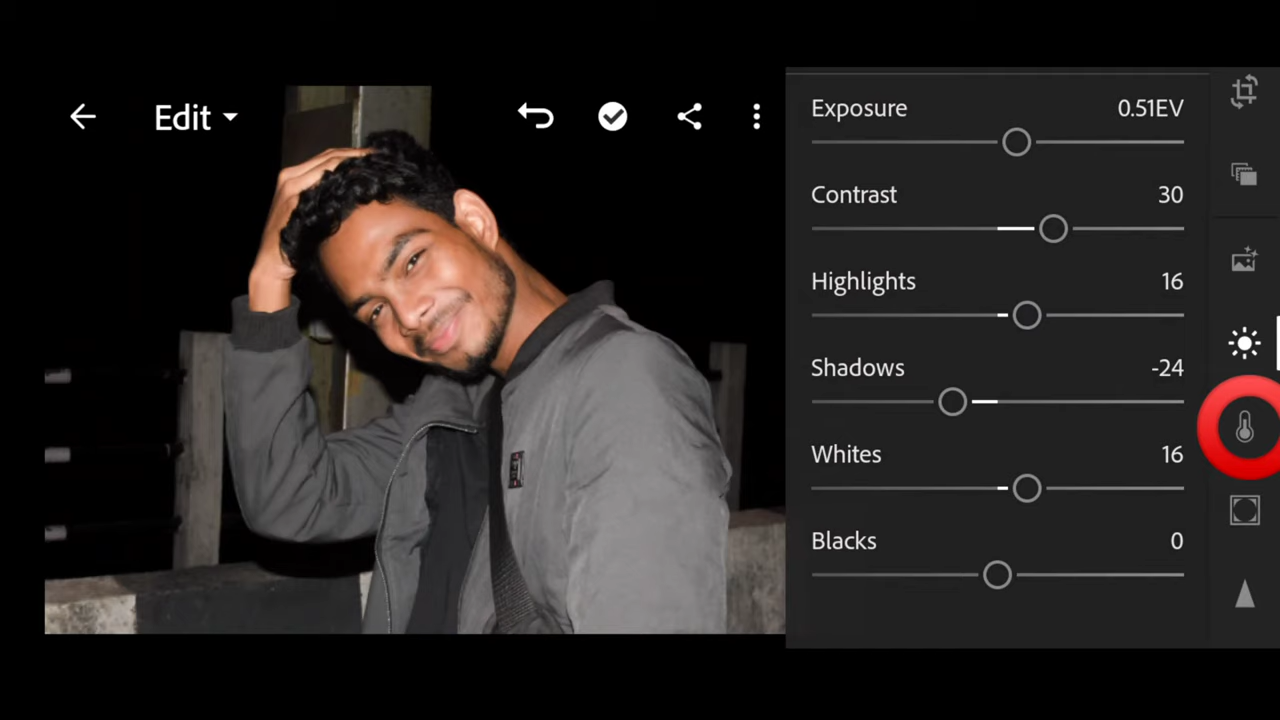 Edit
Exposure 0.51EV
Contrast 30
Highlights 16
Shadows -24
Whites 16
Blacks 0